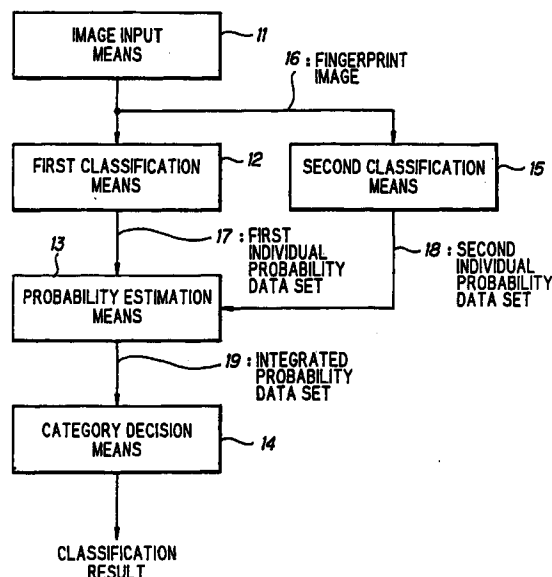 IMAGE INPUT
MEANS
11
16 : FINGERPRINT
IMAGE
FIRST CLASSIFICATION
MEANS
12
SECOND CLASSIFICATION
MEANS
15
17 : FIRST
INDIVIDUAL
PROBABILITY
DATA SET
18 : SECOND
INDIVIDUAL
PROBABILITY
DATA SET
13
PROBABILITY ESTIMATION
MEANS
19 : INTEGRATED
PROBABILITY
DATA SET
CATEGORY DECISION
MEANS
14
CLASSIFICATION
RESULT